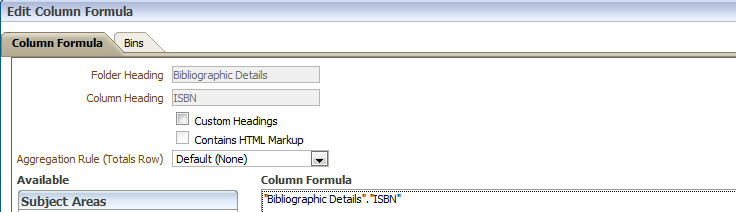 Edit Column Formula
Column Formula Bins
Folder Heading Bibliographic Details
Column Heading ISBN
Custom Headings
Contains HTML Markup
Aggregation Rule (Totals Row) Default (None)
Available Column Formula
Subject Areas "Bibliographic Details"."ISBN"